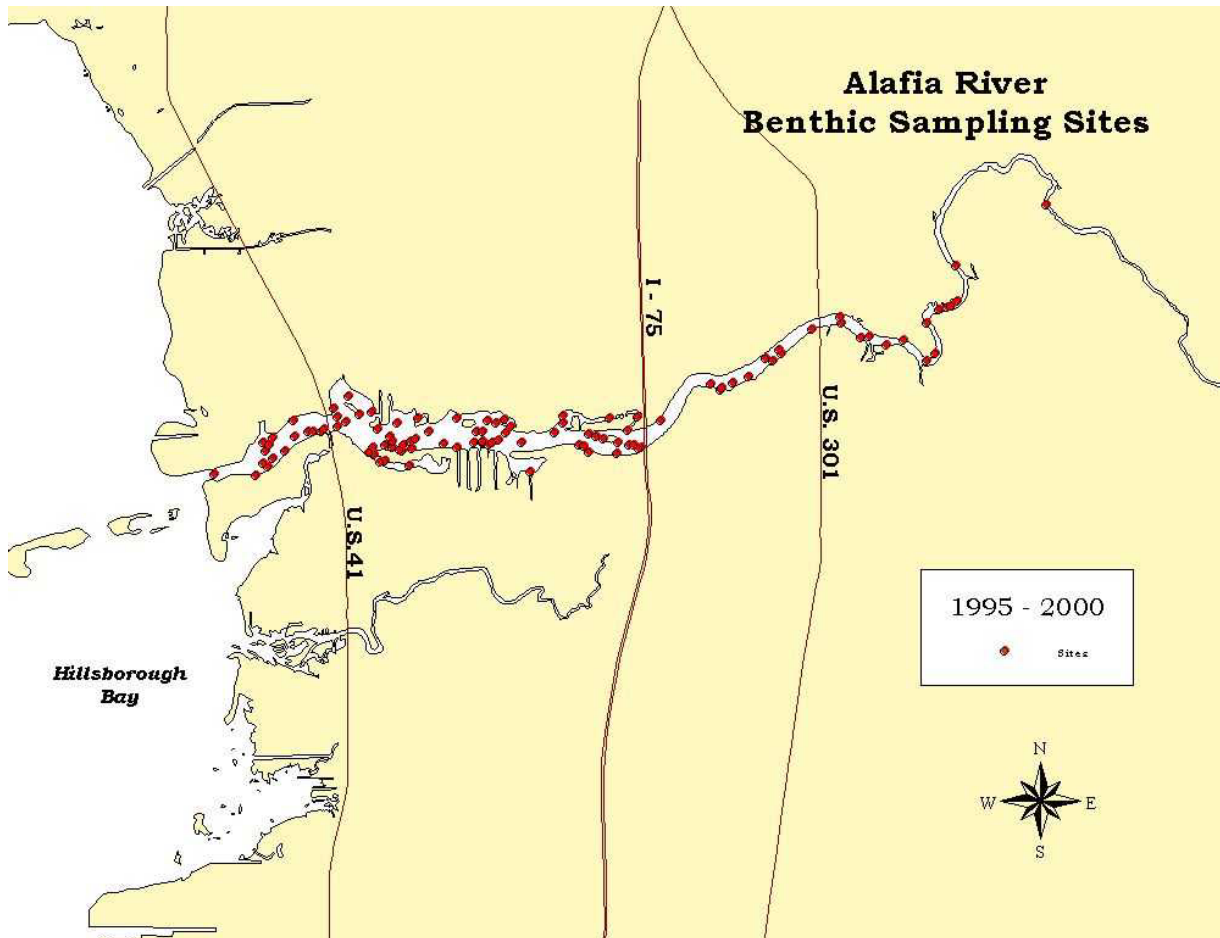 Alafia River
Benthic Sampling Sites
I - 75
U.S. 301
U.S.41
1995 - 2000
Sites
Hillsborough
Bay
N
W
E
S